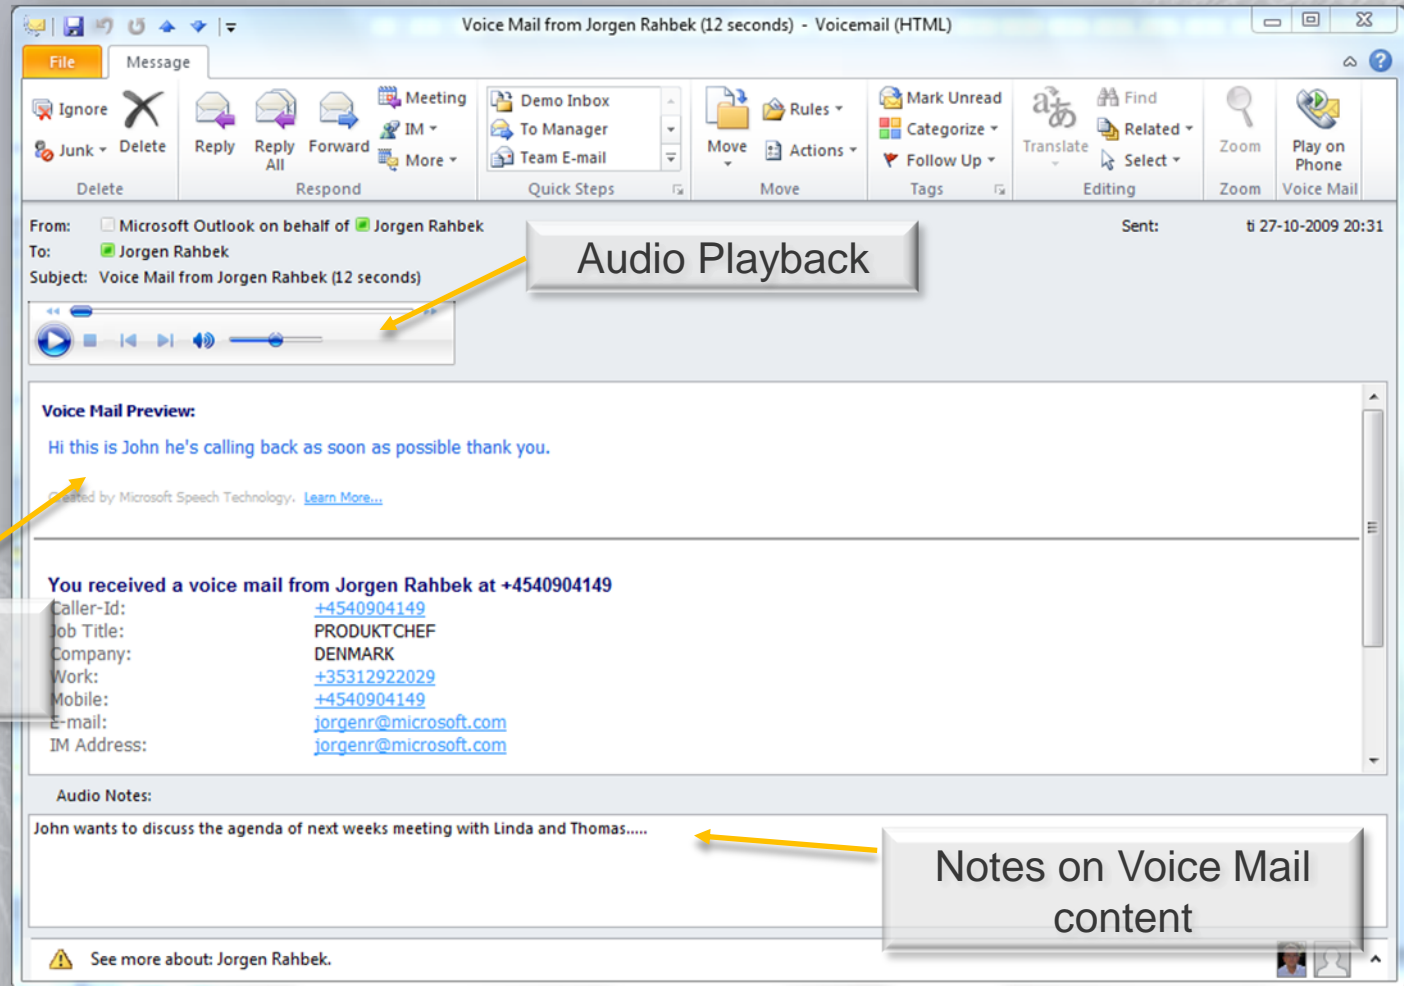 Voice Mail from Jorgen Rahbek (12 seconds) - Voicemail (HTML)
File Message
Ignore
Junk
Delete
Reply
Reply All
Forward
Meeting
IM
More
Demo Inbox
To Manager
Team E-mail
Move
Rules
Actions
Mark Unread
Categorize
Follow Up
Translate
Find
Related
Select
Zoom
Play on Phone
Delete Respond Quick Steps Move Tags Editing Zoom Voice Mail
From: Microsoft Outlook on behalf of Jorgen Rahbek
Sent: ti 27-10-2009 20:31
To: Jorgen Rahbek
Subject: Voice Mail from Jorgen Rahbek (12 seconds)
Audio Playback
Voice Mail Preview:
Hi this is John he's calling back as soon as possible thank you.
Created by Microsoft Speech Technology. Learn More...
You received a voice mail from Jorgen Rahbek at +4540904149
Caller-Id: +4540904149
Job Title: PRODUKTCHEF
Company: DENMARK
Work: +35312922029
Mobile: +4540904149
E-mail: jorgenr@microsoft.com
IM Address: jorgenr@microsoft.com
Audio Notes:
John wants to discuss the agenda of next weeks meeting with Linda and Thomas.....
Notes on Voice Mail
content
See more about: Jorgen Rahbek.